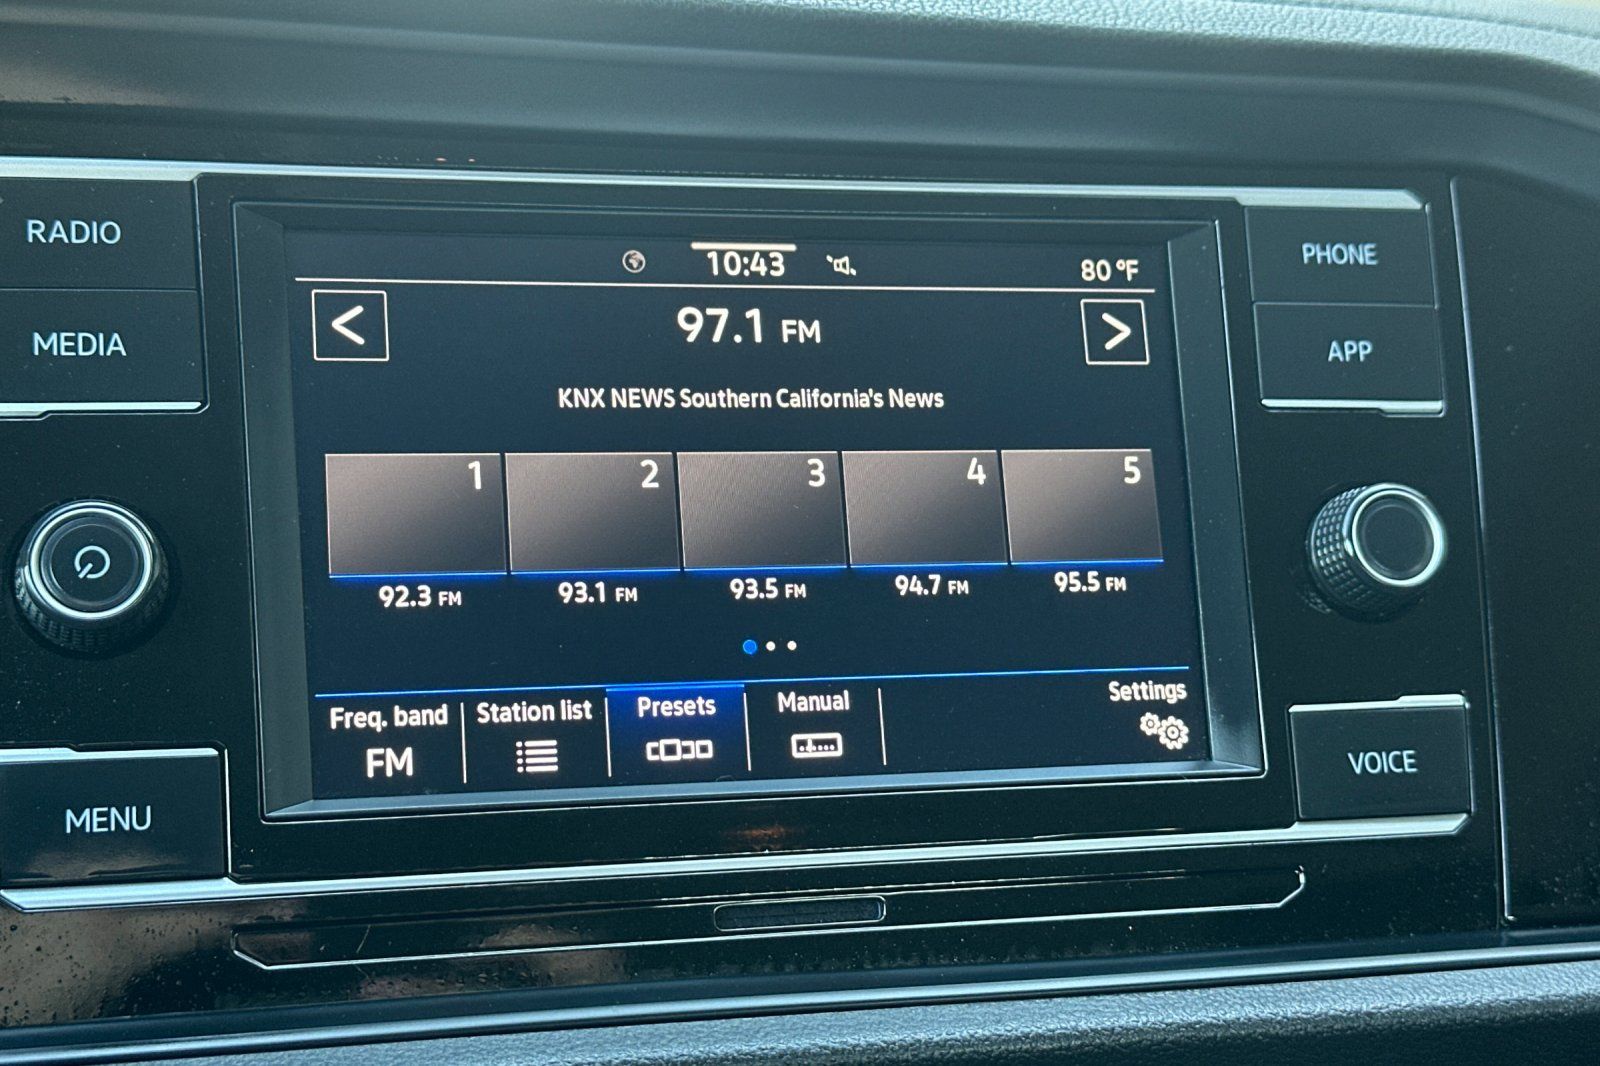 RADIO
MEDIA
MENU
10:43
80 °F
<
97.1 FM
>
KNX NEWS Southern California's News
1
2
3
4
5
92.3 FM
93.1 FM
93.5 FM
94.7 FM
95.5 FM
Freq. band
FM
Station list
Presets
Manual
Settings
PHONE
APP
VOICE